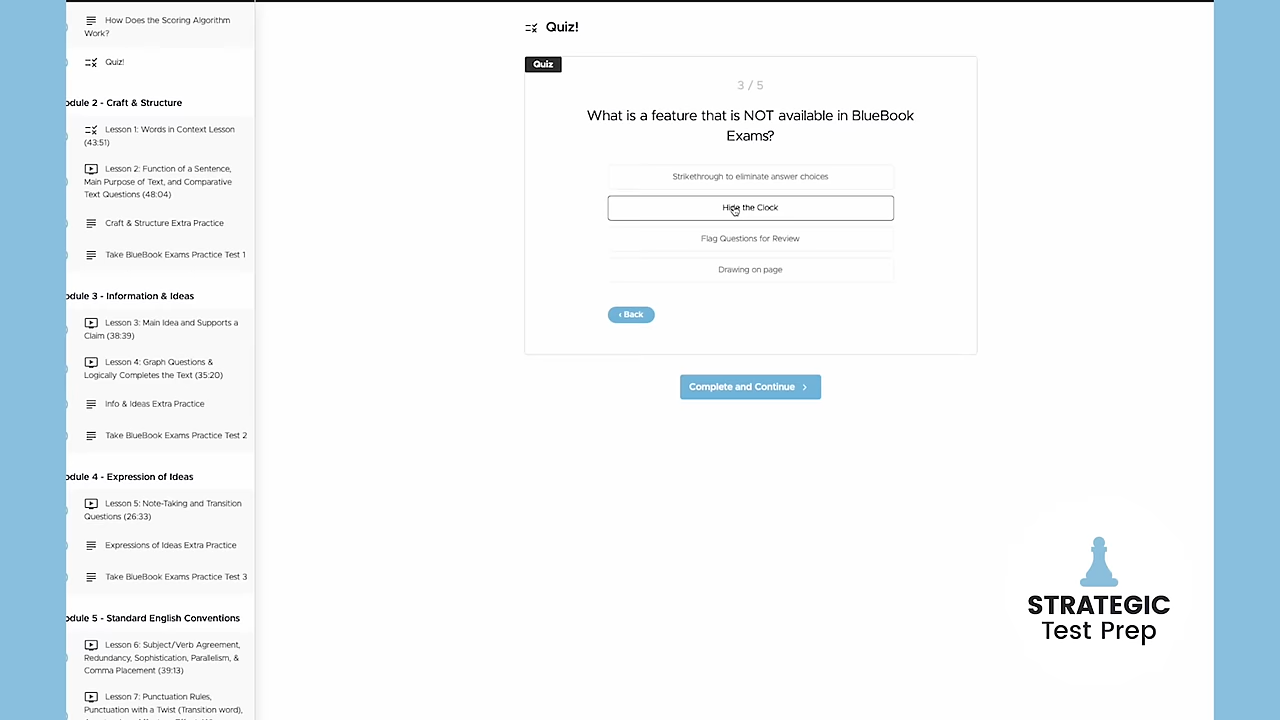 How Does the Scoring Algorithm
Work?
Quiz!
odule 2 - Craft & Structure
Lesson 1: Words in Context Lesson
(43:51)
Lesson 2: Function of a Sentence,
Main Purpose of Text, and Comparative
Text Questions (48:04)
Craft & Structure Extra Practice
Take BlueBook Exams Practice Test 1
odule 3 - Information & Ideas
Lesson 3: Main Idea and Supports a
Claim (38:39)
Lesson 4: Graph Questions &
Logically Completes the Text (35:20)
Info & Ideas Extra Practice
Take BlueBook Exams Practice Test 2
odule 4 - Expression of Ideas
Lesson 5: Note-Taking and Transition
Questions (26:33)
Expressions of Ideas Extra Practice
Take BlueBook Exams Practice Test 3
odule 5 - Standard English Conventions
Lesson 6: Subject/Verb Agreement,
Redundancy, Sophistication, Parallelism, &
Comma Placement (39:13)
Lesson 7: Punctuation Rules,
Punctuation with a Twist (Transition word),
Quiz!
Quiz
3 / 5
What is a feature that is NOT available in BlueBook
Exams?
Strikethrough to eliminate answer choices
Hide the Clock
Flag Questions for Review
Drawing on page
‹ Back
Complete and Continue >
STRATEGIC
Test Prep